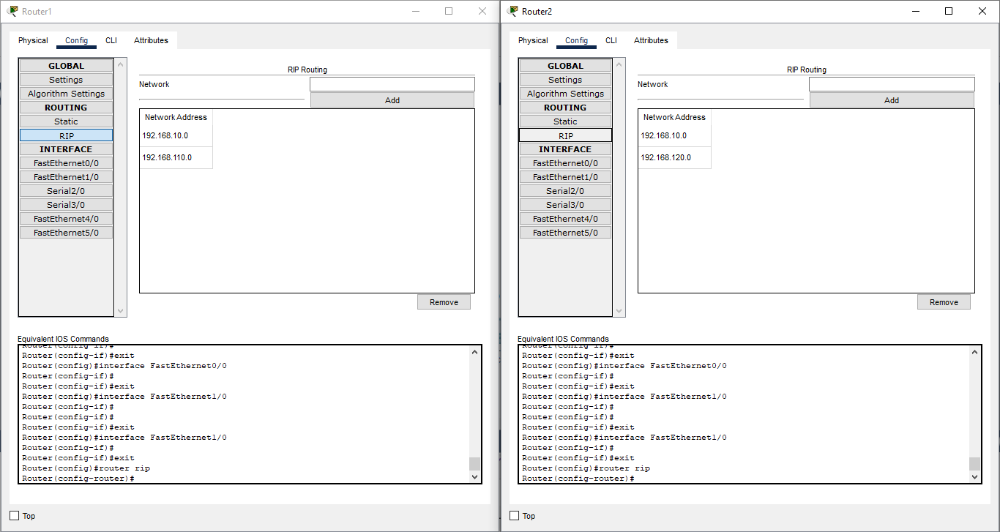 Router1
Physical Config CLI Attributes
GLOBAL
Settings
Algorithm Settings
ROUTING
Static
RIP
INTERFACE
FastEthernet0/0
FastEthernet1/0
Serial2/0
Serial3/0
FastEthernet4/0
FastEthernet5/0
RIP Routing
Network
Add
Network Address
192.168.10.0
192.168.110.0
Remove
Equivalent IOS Commands
Router(config-if)#
Router(config-if)#exit
Router(config)#interface FastEthernet0/0
Router(config-if)#
Router(config-if)#exit
Router(config)#interface FastEthernet1/0
Router(config-if)#
Router(config-if)#
Router(config-if)#exit
Router(config)#interface FastEthernet1/0
Router(config-if)#
Router(config-if)#exit
Router(config)#router rip
Router(config-router)#
Top
Router2
Physical Config CLI Attributes
GLOBAL
Settings
Algorithm Settings
ROUTING
Static
RIP
INTERFACE
FastEthernet0/0
FastEthernet1/0
Serial2/0
Serial3/0
FastEthernet4/0
FastEthernet5/0
RIP Routing
Network
Add
Network Address
192.168.10.0
192.168.120.0
Remove
Equivalent IOS Commands
Router(config-if)#
Router(config-if)#exit
Router(config)#interface FastEthernet0/0
Router(config-if)#
Router(config-if)#exit
Router(config)#interface FastEthernet1/0
Router(config-if)#
Router(config-if)#
Router(config-if)#exit
Router(config)#interface FastEthernet1/0
Router(config-if)#
Router(config-if)#exit
Router(config)#router rip
Router(config-router)#
Top